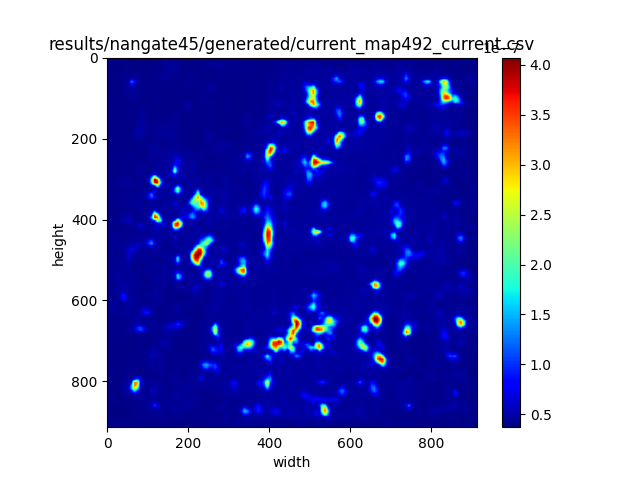 results/nangate45/generated/current_map492_current.csv
1e−7
0
200
400
600
800
height
0 200 400 600 800
width
4.0
3.5
3.0
2.5
2.0
1.5
1.0
0.5